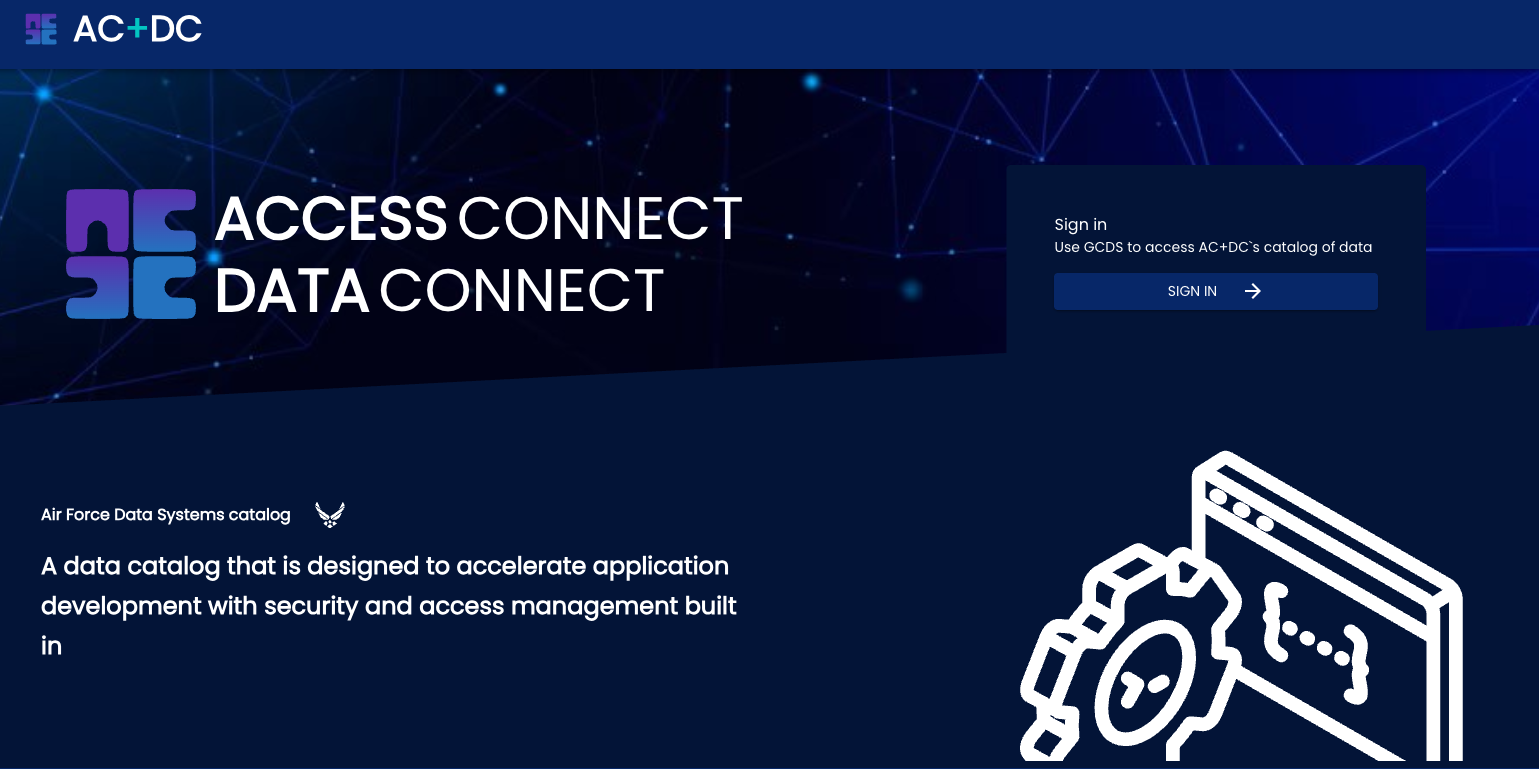 AC+DC
ACCESS CONNECT
DATA CONNECT
Sign in
Use GCDS to access AC+DC`s catalog of data
SIGN IN
Air Force Data Systems catalog
A data catalog that is designed to accelerate application
development with security and access management built
in